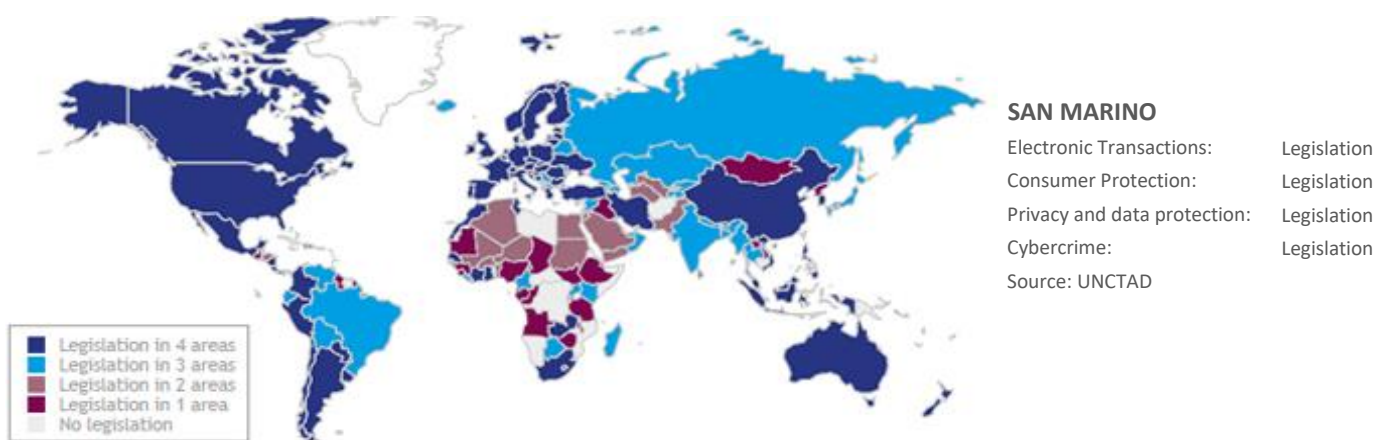 SAN MARINO
Electronic Transactions: Legislation
Consumer Protection: Legislation
Privacy and data protection: Legislation
Cybercrime: Legislation
Source: UNCTAD
Legislation in 4 areas
Legislation in 3 areas
Legislation in 2 areas
Legislation in 1 area
No legislation